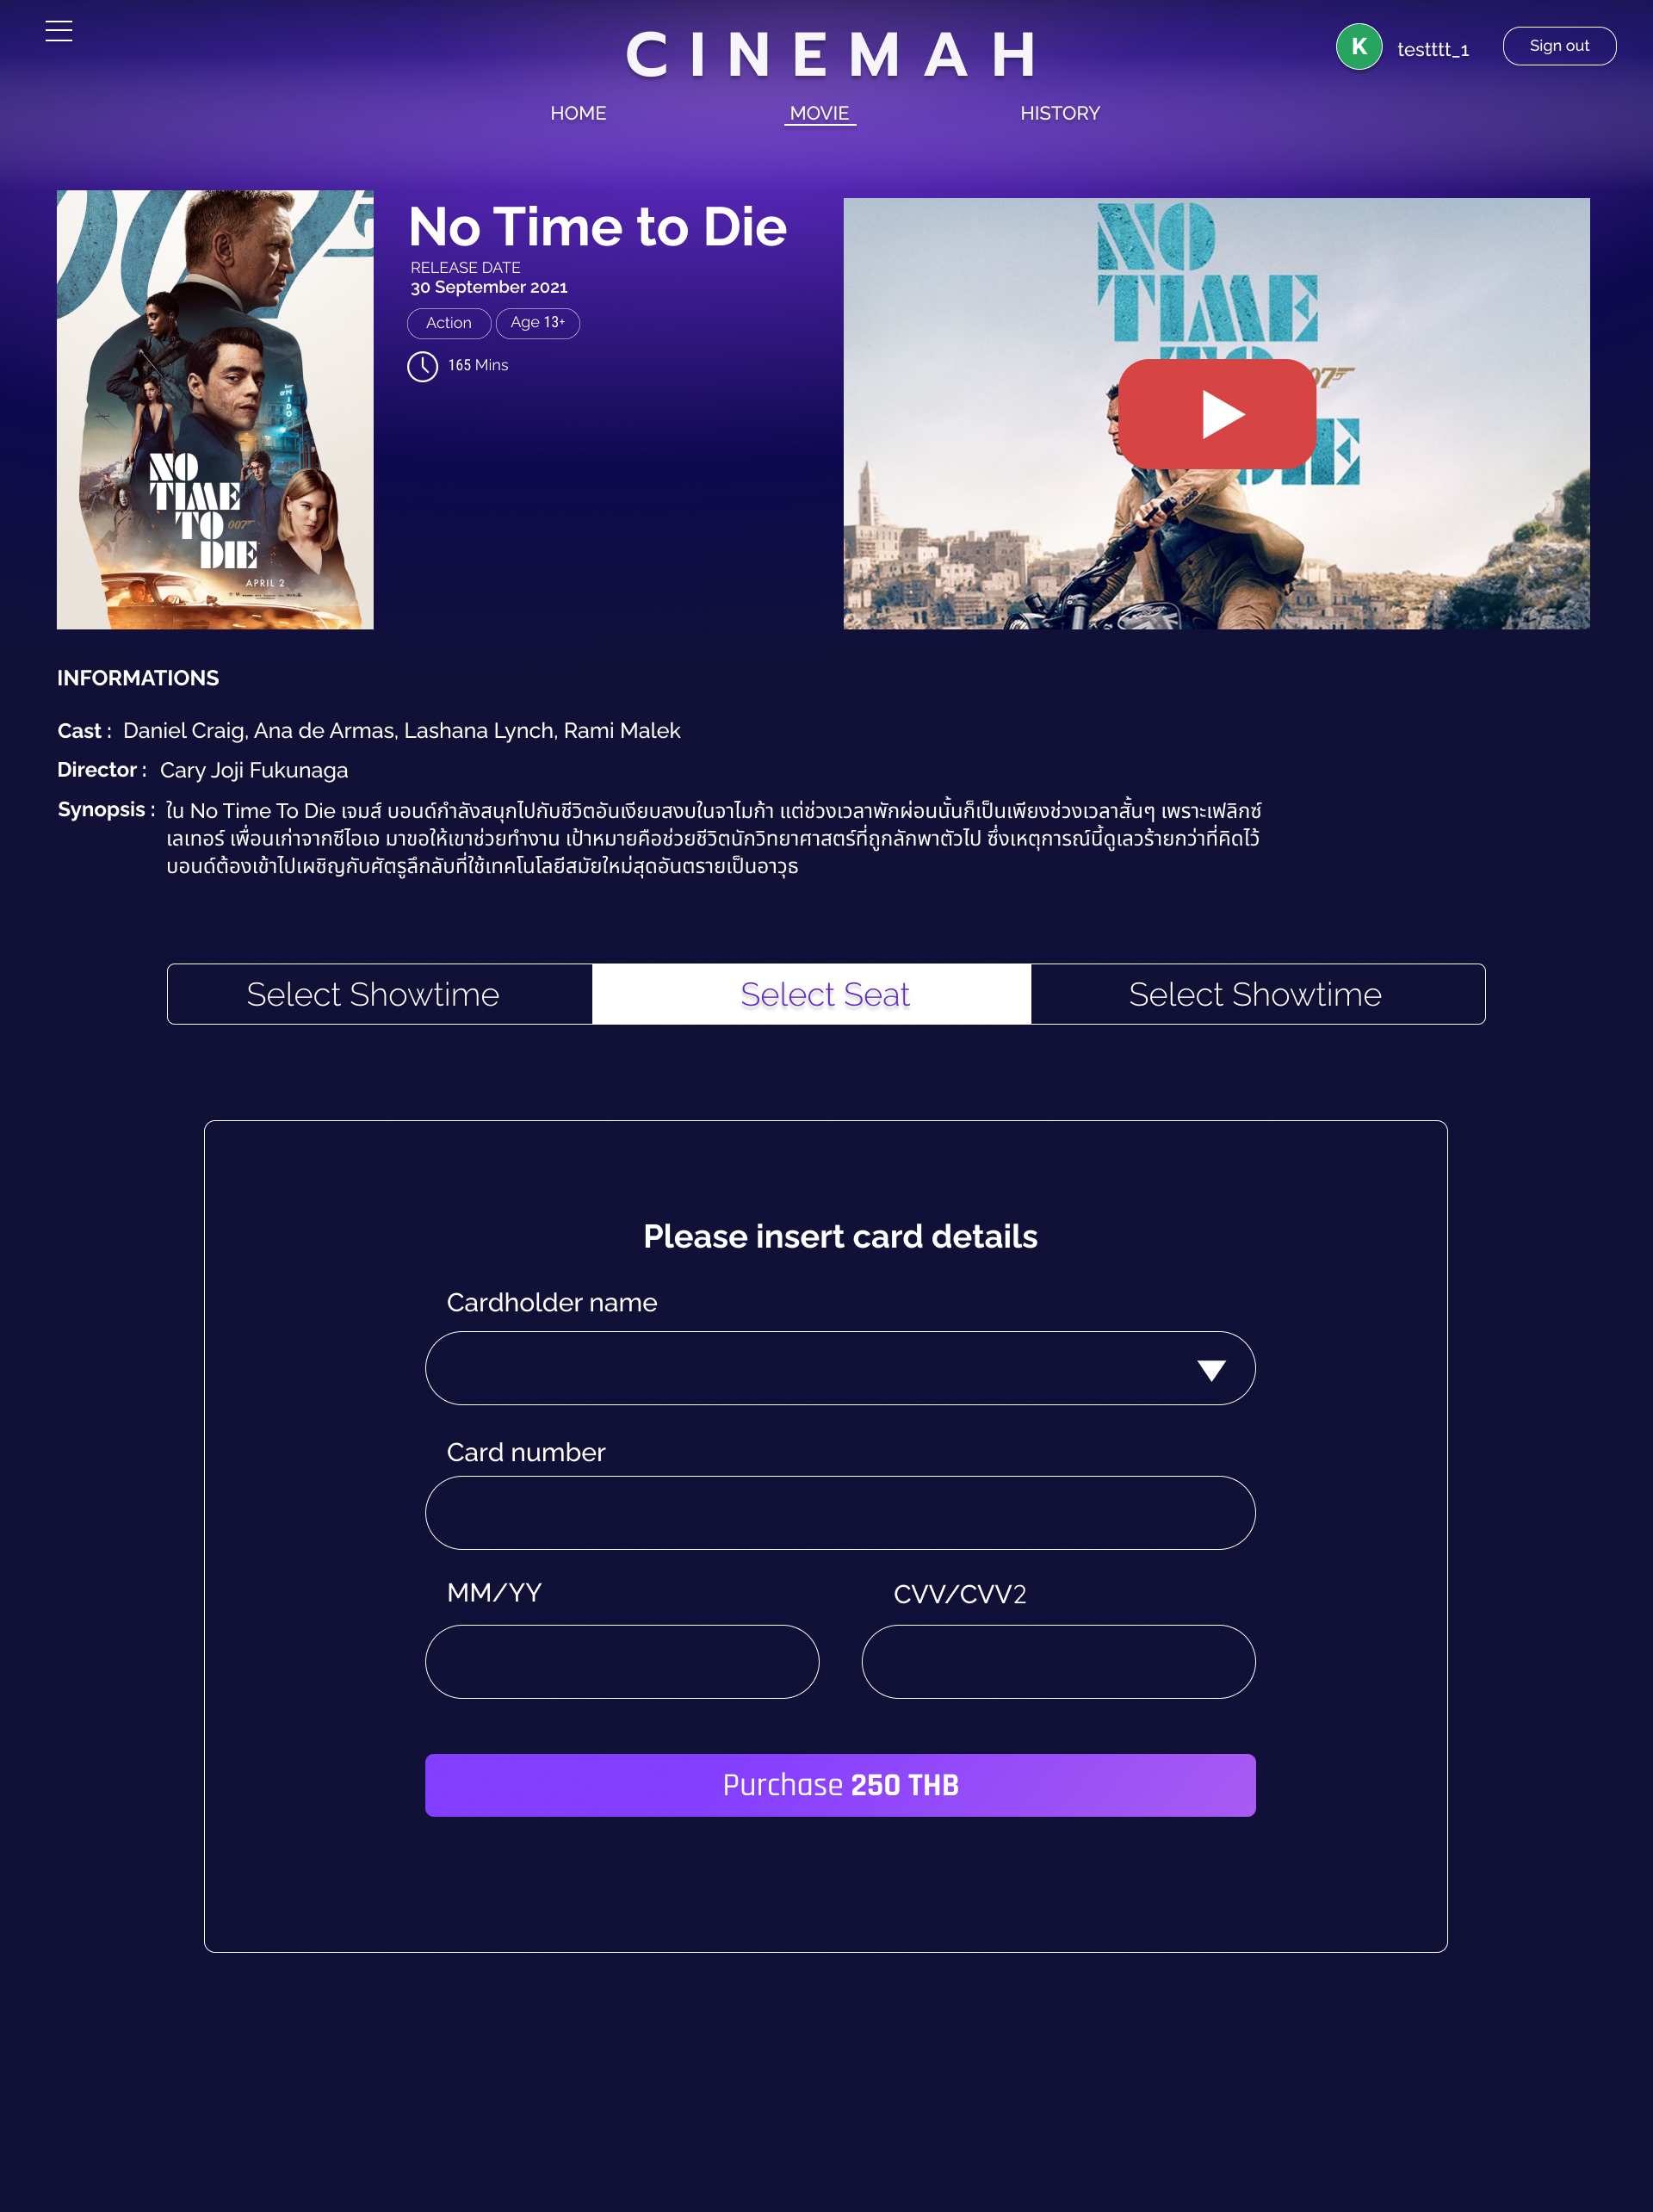 CINEMAH
K
testttt_1
Sign out
HOME
MOVIE
HISTORY
007
NO
TIME
TO
DIE
007
APRIL 2
No Time to Die
RELEASE DATE
30 September 2021
Action
Age 13+
165 Mins
NO
TIME
TO
007
DIE
INFORMATIONS
Cast : Daniel Craig, Ana de Armas, Lashana Lynch, Rami Malek
Director : Cary Joji Fukunaga
Synopsis : ใน No Time To Die เจมส์ บอนด์กำลังสนุกไปกับชีวิตอันเงียบสงบในจาไมก้า แต่ช่วงเวลาพักผ่อนนั้นก็เป็นเพียงช่วงเวลาสั้นๆ เพราะเฟลิกซ์
เลเทอร์ เพื่อนเก่าจากซีไอเอ มาขอให้เขาช่วยทำงาน เป้าหมายคือช่วยชีวิตนักวิทยาศาสตร์ที่ถูกลักพาตัวไป ซึ่งเหตุการณ์นี้ดูเลวร้ายกว่าที่คิดไว้
บอนด์ต้องเข้าไปเผชิญกับศัตรูลึกลับที่ใช้เทคโนโลยีสมัยใหม่สุดอันตรายเป็นอาวุธ
Select Showtime
Select Seat
Select Showtime
Please insert card details
Cardholder name
Card number
MM/YY
CVV/CVV2
Purchase 250 THB